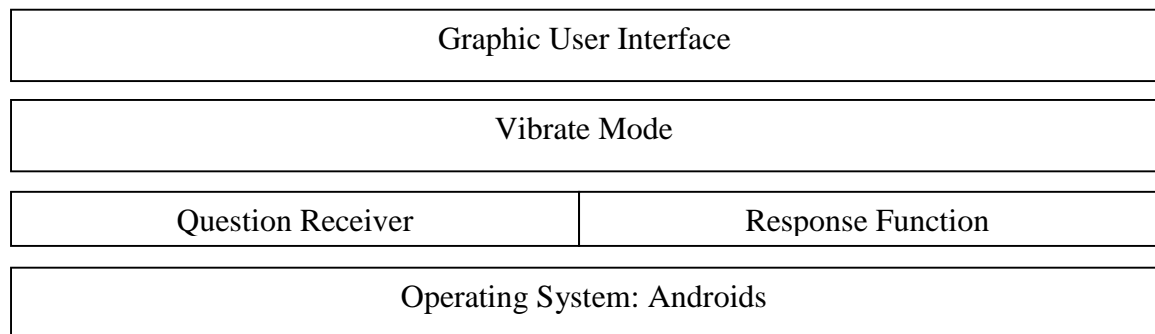 Graphic User Interface
Vibrate Mode
Question Receiver
Response Function
Operating System: Androids